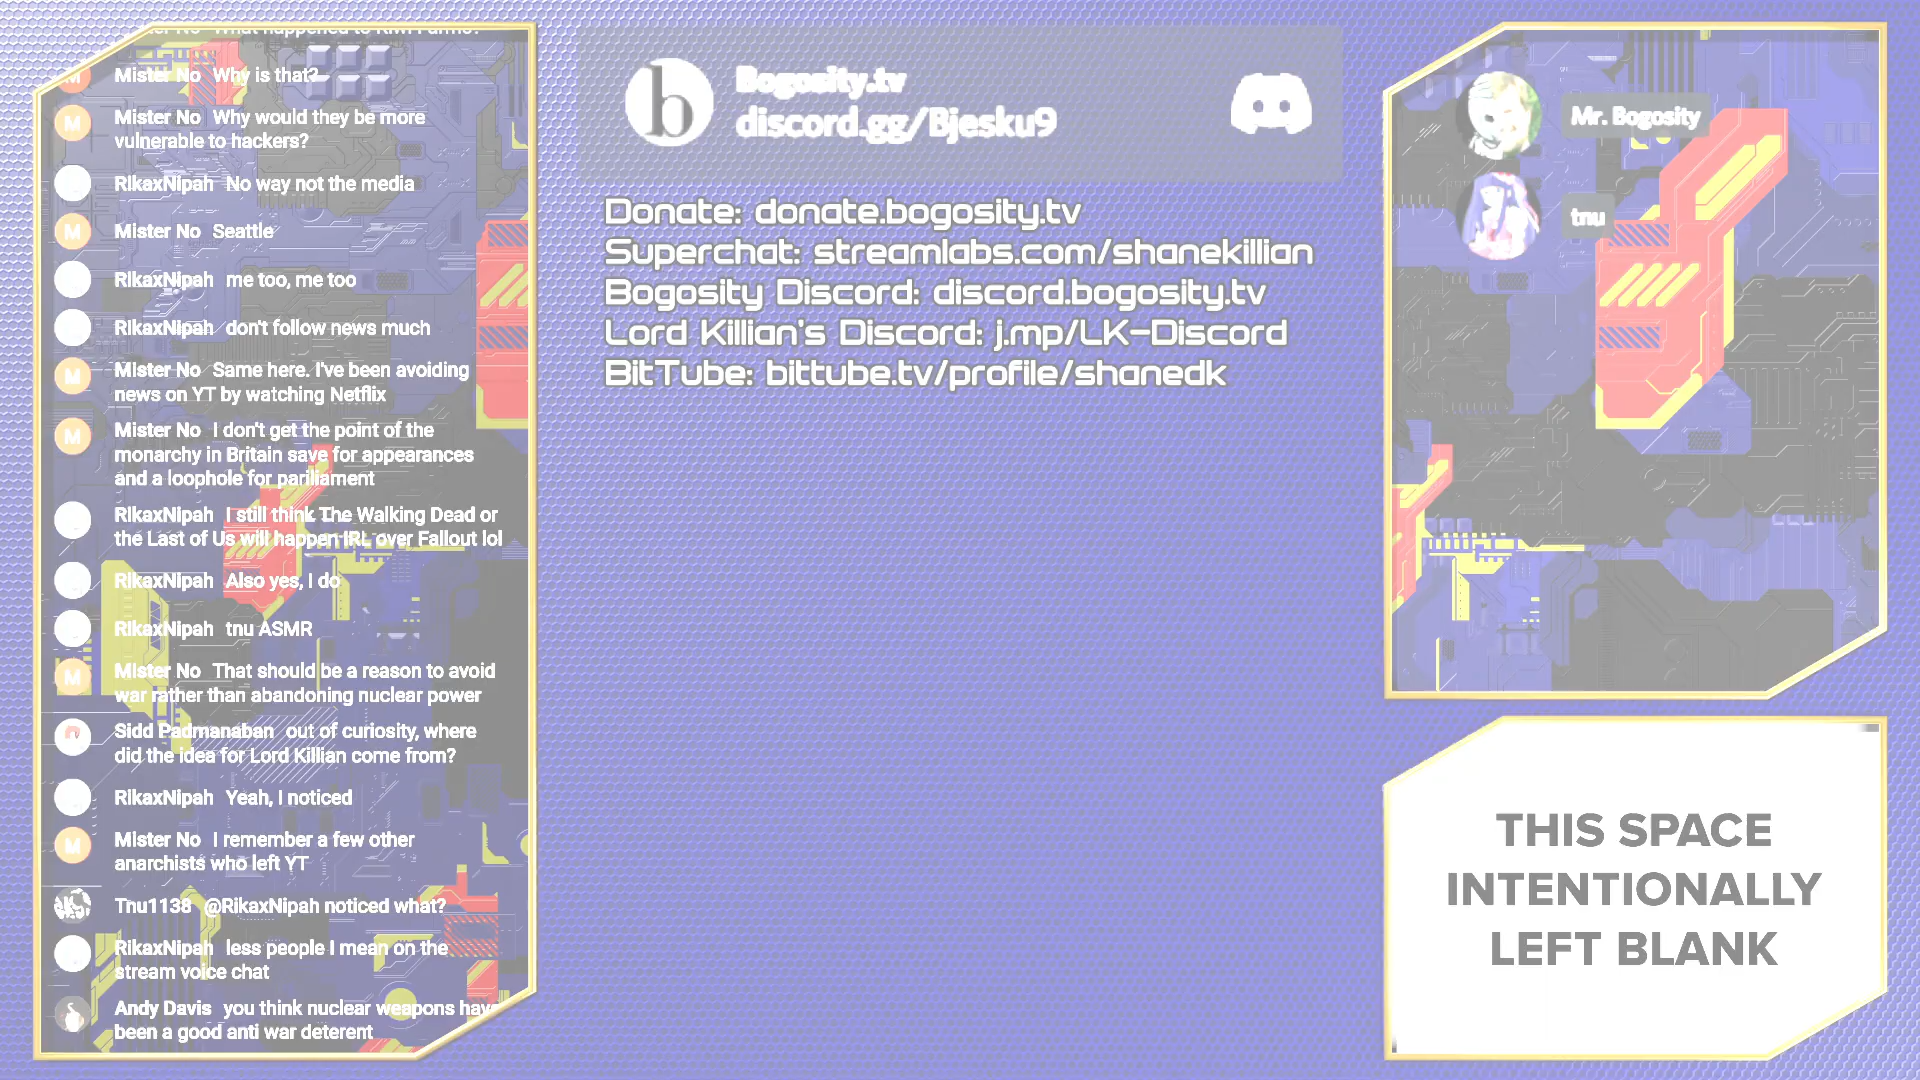 Mister No What happened to Kiwi Farms?
Mister No Why is that?
Mister No Why would they be more
vulnerable to hackers?
RikaxNipah No way not the media
Mister No Seattle
RikaxNipah me too, me too
RikaxNipah don't follow news much
Mister No Same here. I've been avoiding
news on YT by watching Netflix
Mister No I don't get the point of the
monarchy in Britain save for appearances
and a loophole for parliament
RikaxNipah I still think The Walking Dead or
the Last of Us will happen IRL over Fallout lol
RikaxNipah Also yes, I do
RikaxNipah tnu ASMR
Mister No That should be a reason to avoid
war rather than abandoning nuclear power
Sidd Padmanaban out of curiosity, where
did the idea for Lord Killian come from?
RikaxNipah Yeah, I noticed
Mister No I remember a few other
anarchists who left YT
Tnu1138 @RikaxNipah noticed what?
RikaxNipah less people I mean on the
stream voice chat
Andy Davis you think nuclear weapons have
been a good anti war deterent
b
Bogosity.tv
discord.gg/Bjesku9
Donate: donate.bogosity.tv
Superchat: streamlabs.com/shanekillian
Bogosity Discord: discord.bogosity.tv
Lord Killian's Discord: j.mp/LK-Discord
BitTube: bittube.tv/profile/shanedk
Mr. Bogosity
tnu
THIS SPACE
INTENTIONALLY
LEFT BLANK